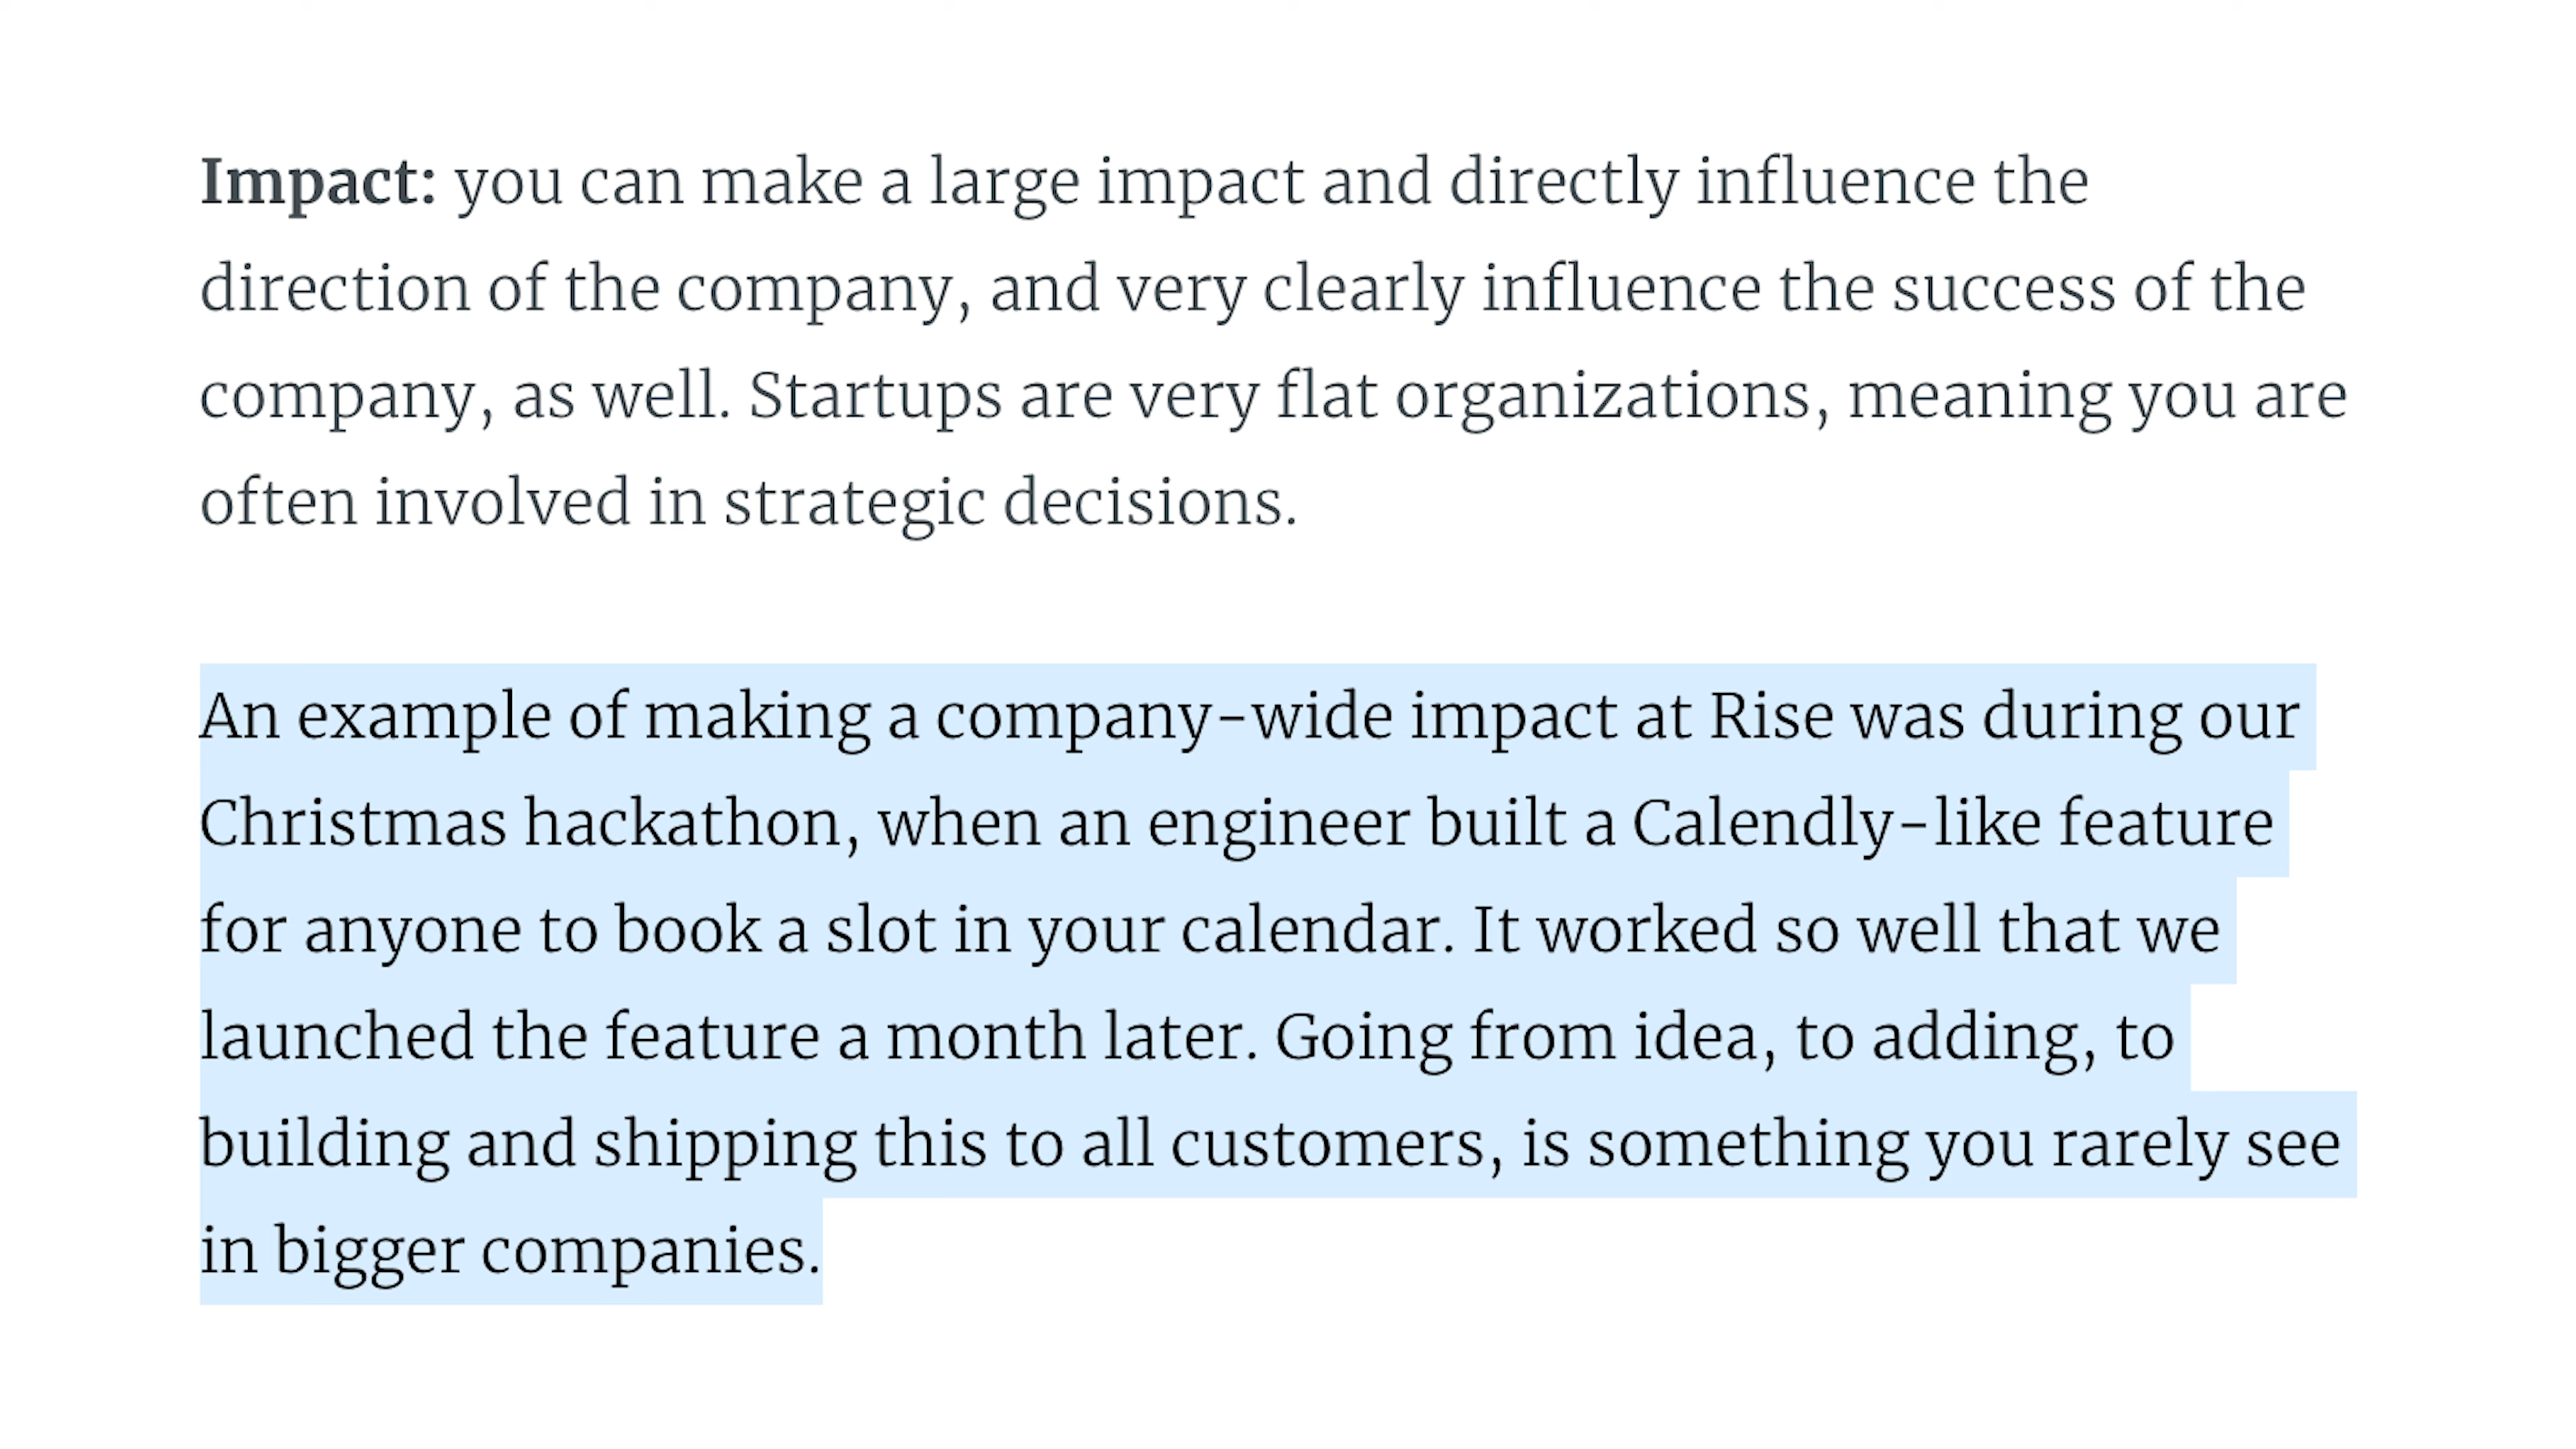 Impact: you can make a large impact and directly influence the
direction of the company, and very clearly influence the success of the
company, as well. Startups are very flat organizations, meaning you are
often involved in strategic decisions.
An example of making a company-wide impact at Rise was during our
Christmas hackathon, when an engineer built a Calendly-like feature
for anyone to book a slot in your calendar. It worked so well that we
launched the feature a month later. Going from idea, to adding, to
building and shipping this to all customers, is something you rarely see
in bigger companies.